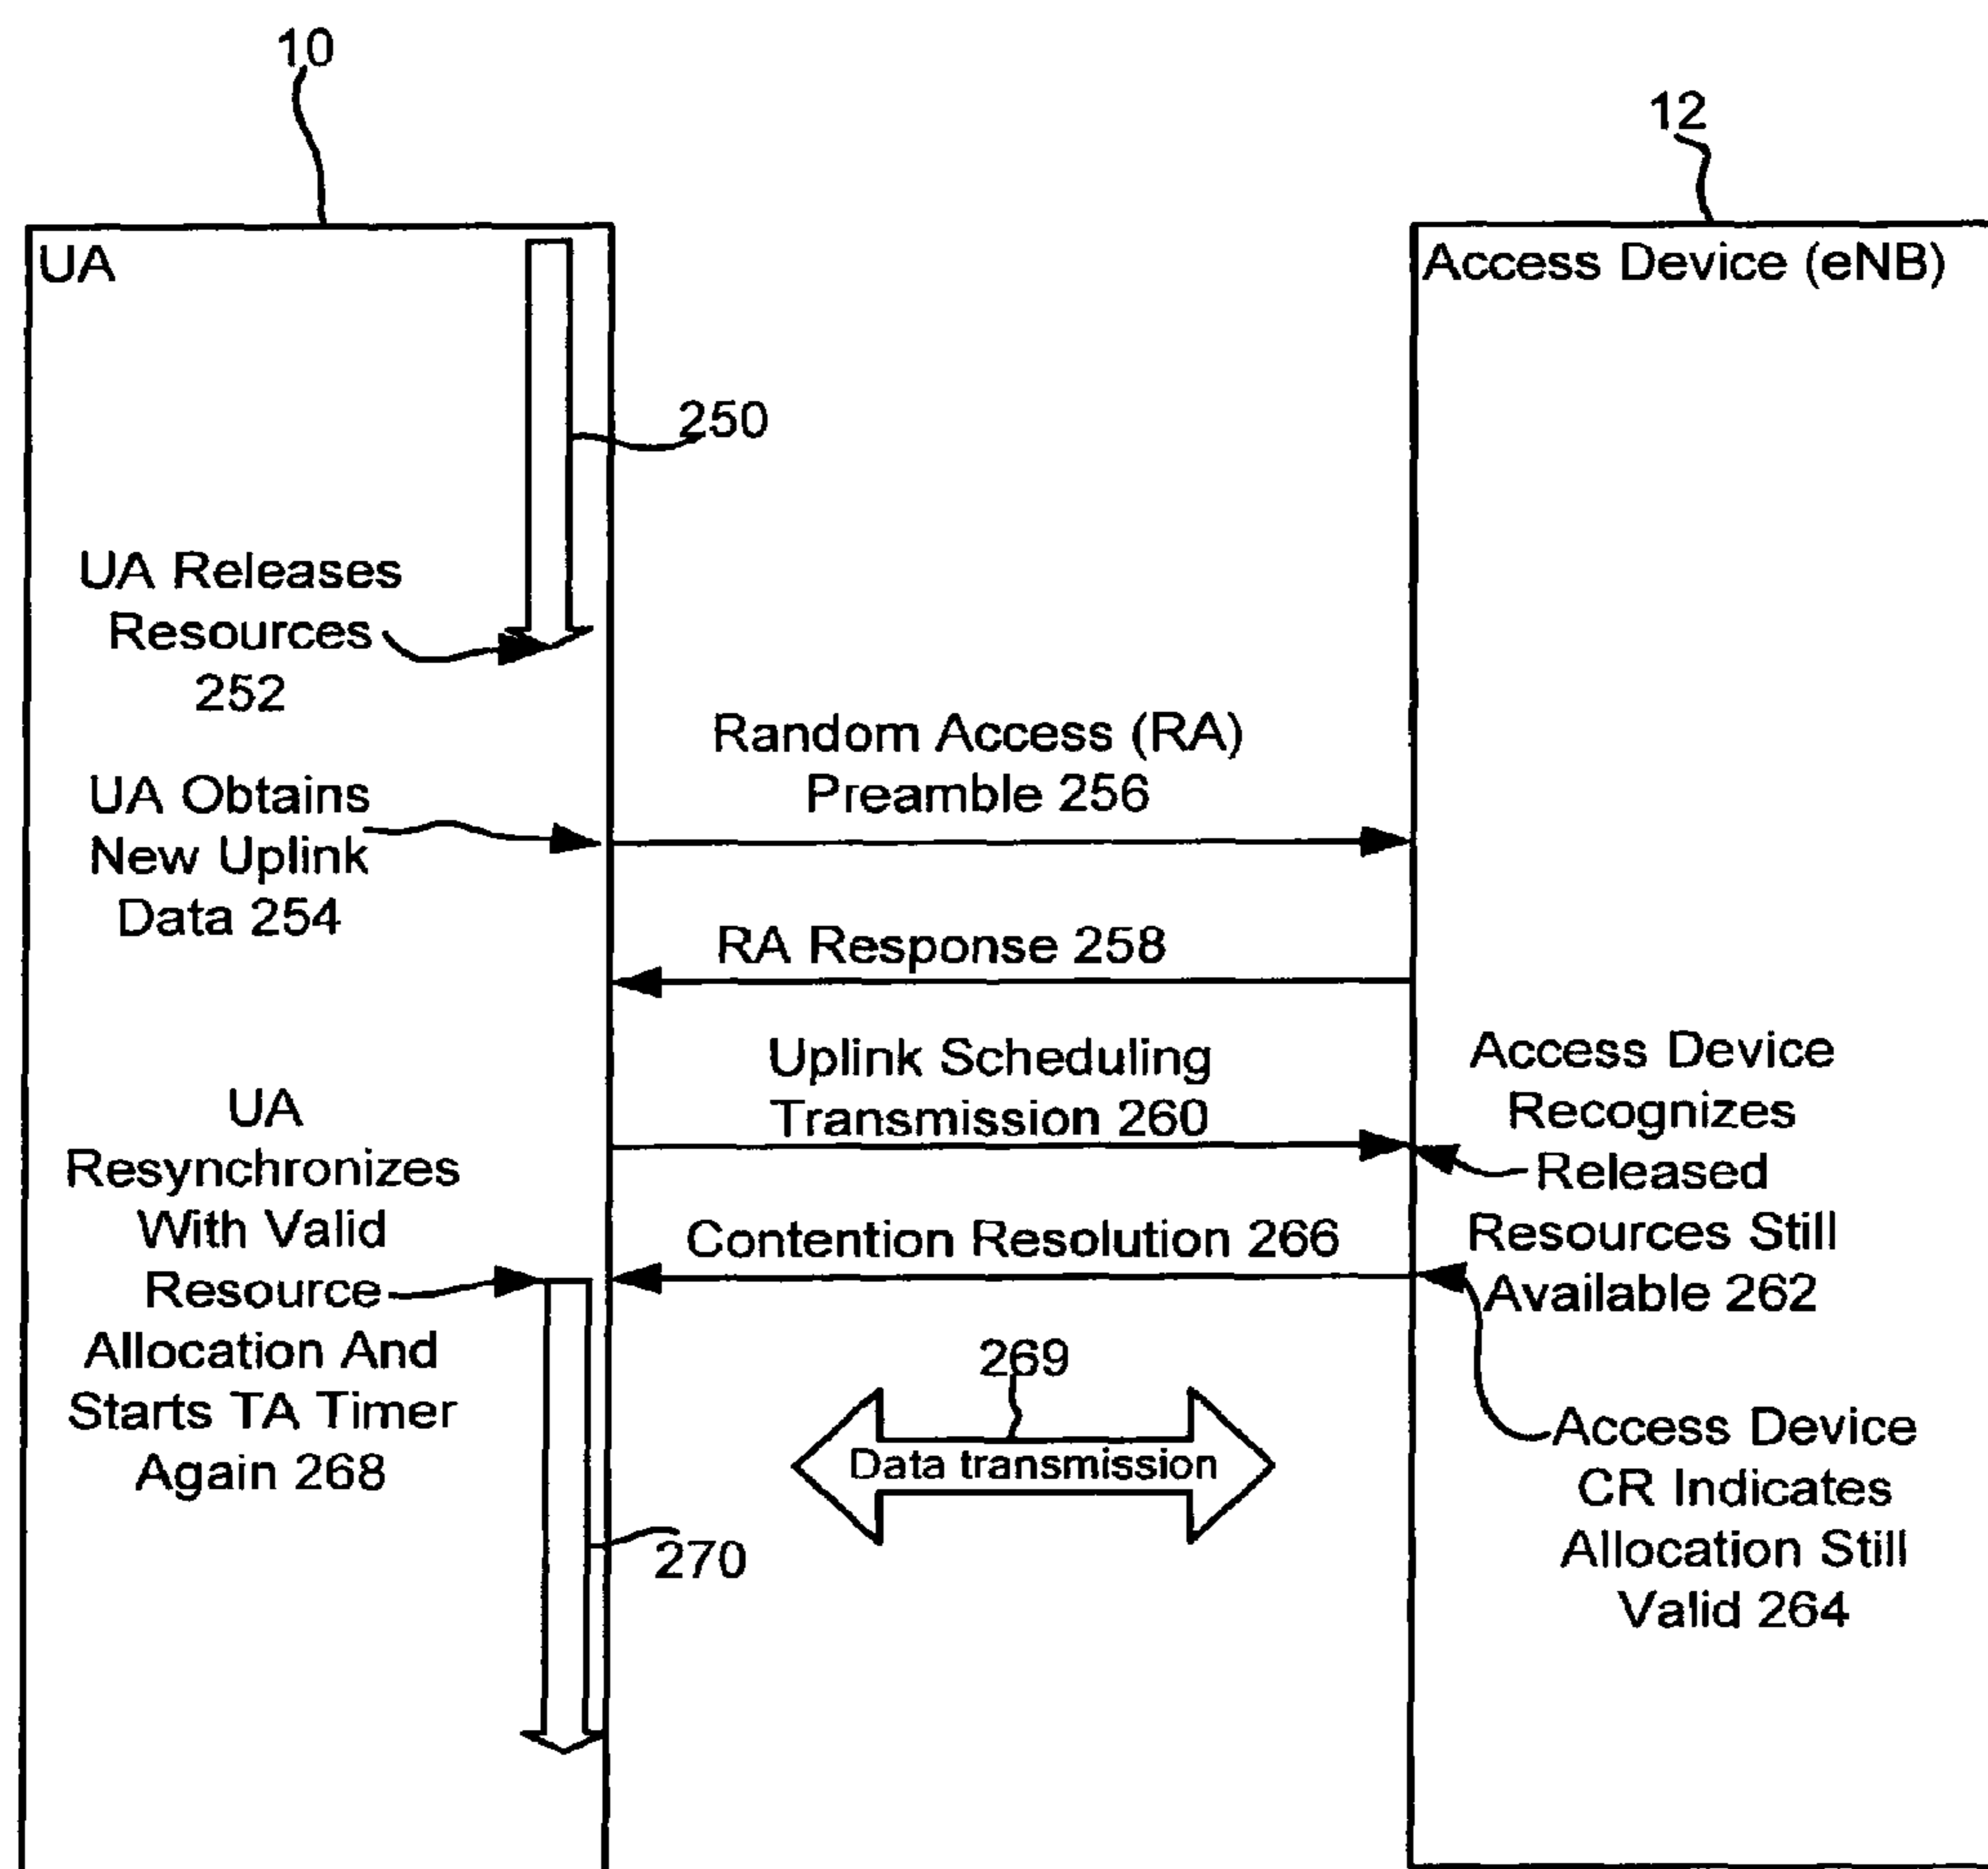 10
12
UA
Access Device (eNB)
250
UA Releases
Resources
252
Random Access (RA)
Preamble 256
UA Obtains
New Uplink
Data 254
RA Response 258
Uplink Scheduling
Transmission 260
Access Device
Recognizes
Released
Resources Still
Available 262
UA
Resynchronizes
With Valid
Resource
Allocation And
Starts TA Timer
Again 268
Contention Resolution 266
269
Data transmission
Access Device
CR Indicates
Allocation Still
Valid 264
270